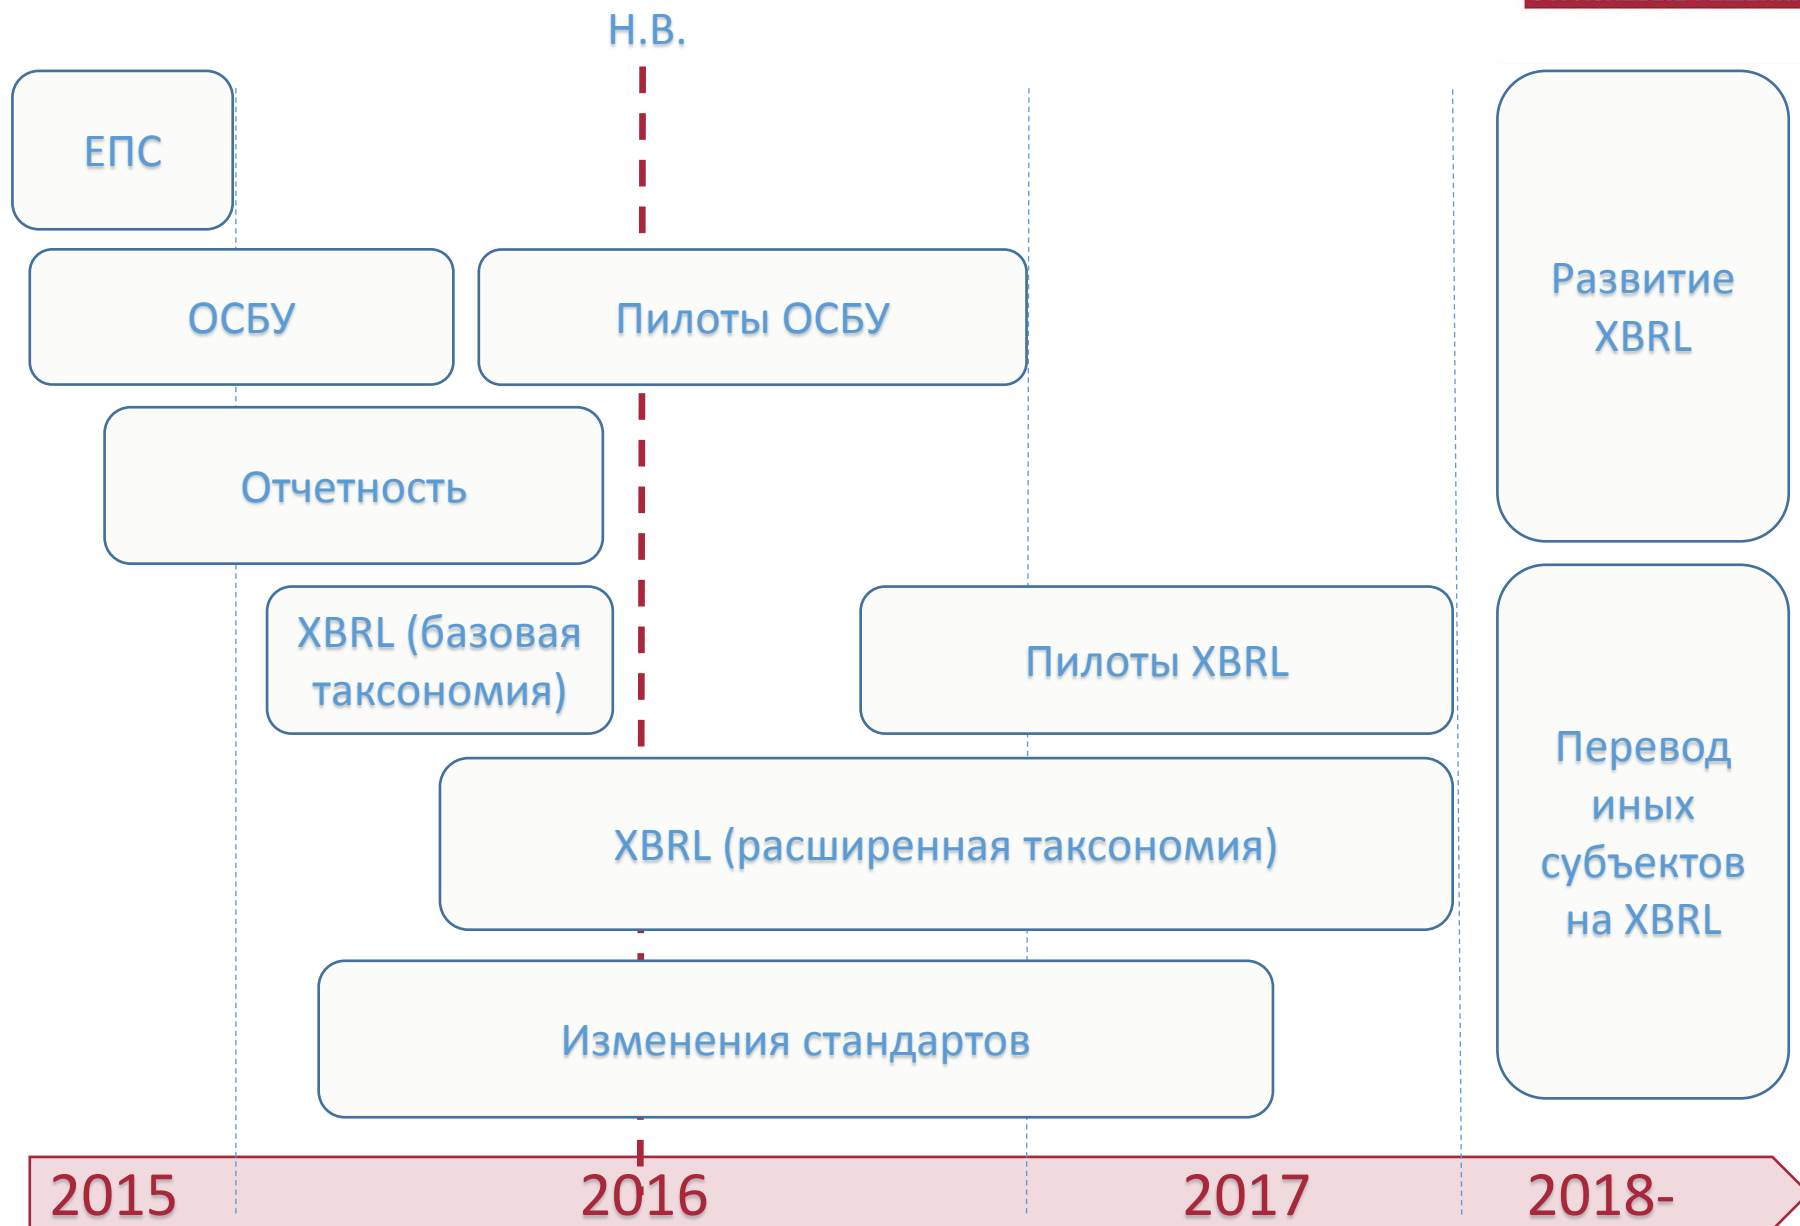 Н.В.
ЕПС
ОСБУ
Пилоты ОСБУ
Развитие
XBRL
Отчетность
XBRL (базовая
таксономия)
Пилоты XBRL
Перевод
иных
субъектов
на XBRL
XBRL (расширенная таксономия)
Изменения стандартов
2015
2016
2017
2018-